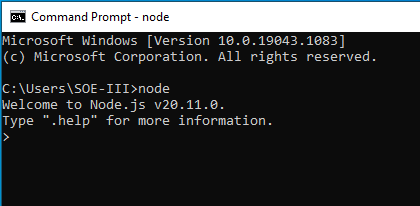 Command Prompt - node
Microsoft Windows [Version 10.0.19043.1083]
(c) Microsoft Corporation. All rights reserved.
C:\Users\SOE-III>node
Welcome to Node.js v20.11.0.
Type ".help" for more information.
>